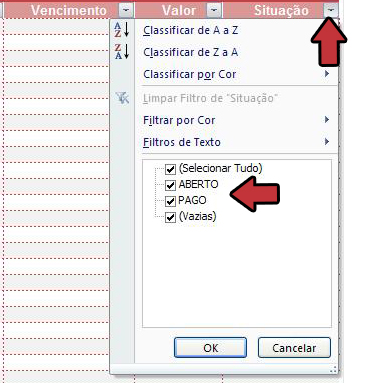 Vencimento Valor Situação
Classificar de A a Z
Classificar de Z a A
Classificar por Cor
Limpar Filtro de "Situação"
Filtrar por Cor
Filtros de Texto
(Selecionar Tudo)
ABERTO
PAGO
(Vazias)
OK Cancelar